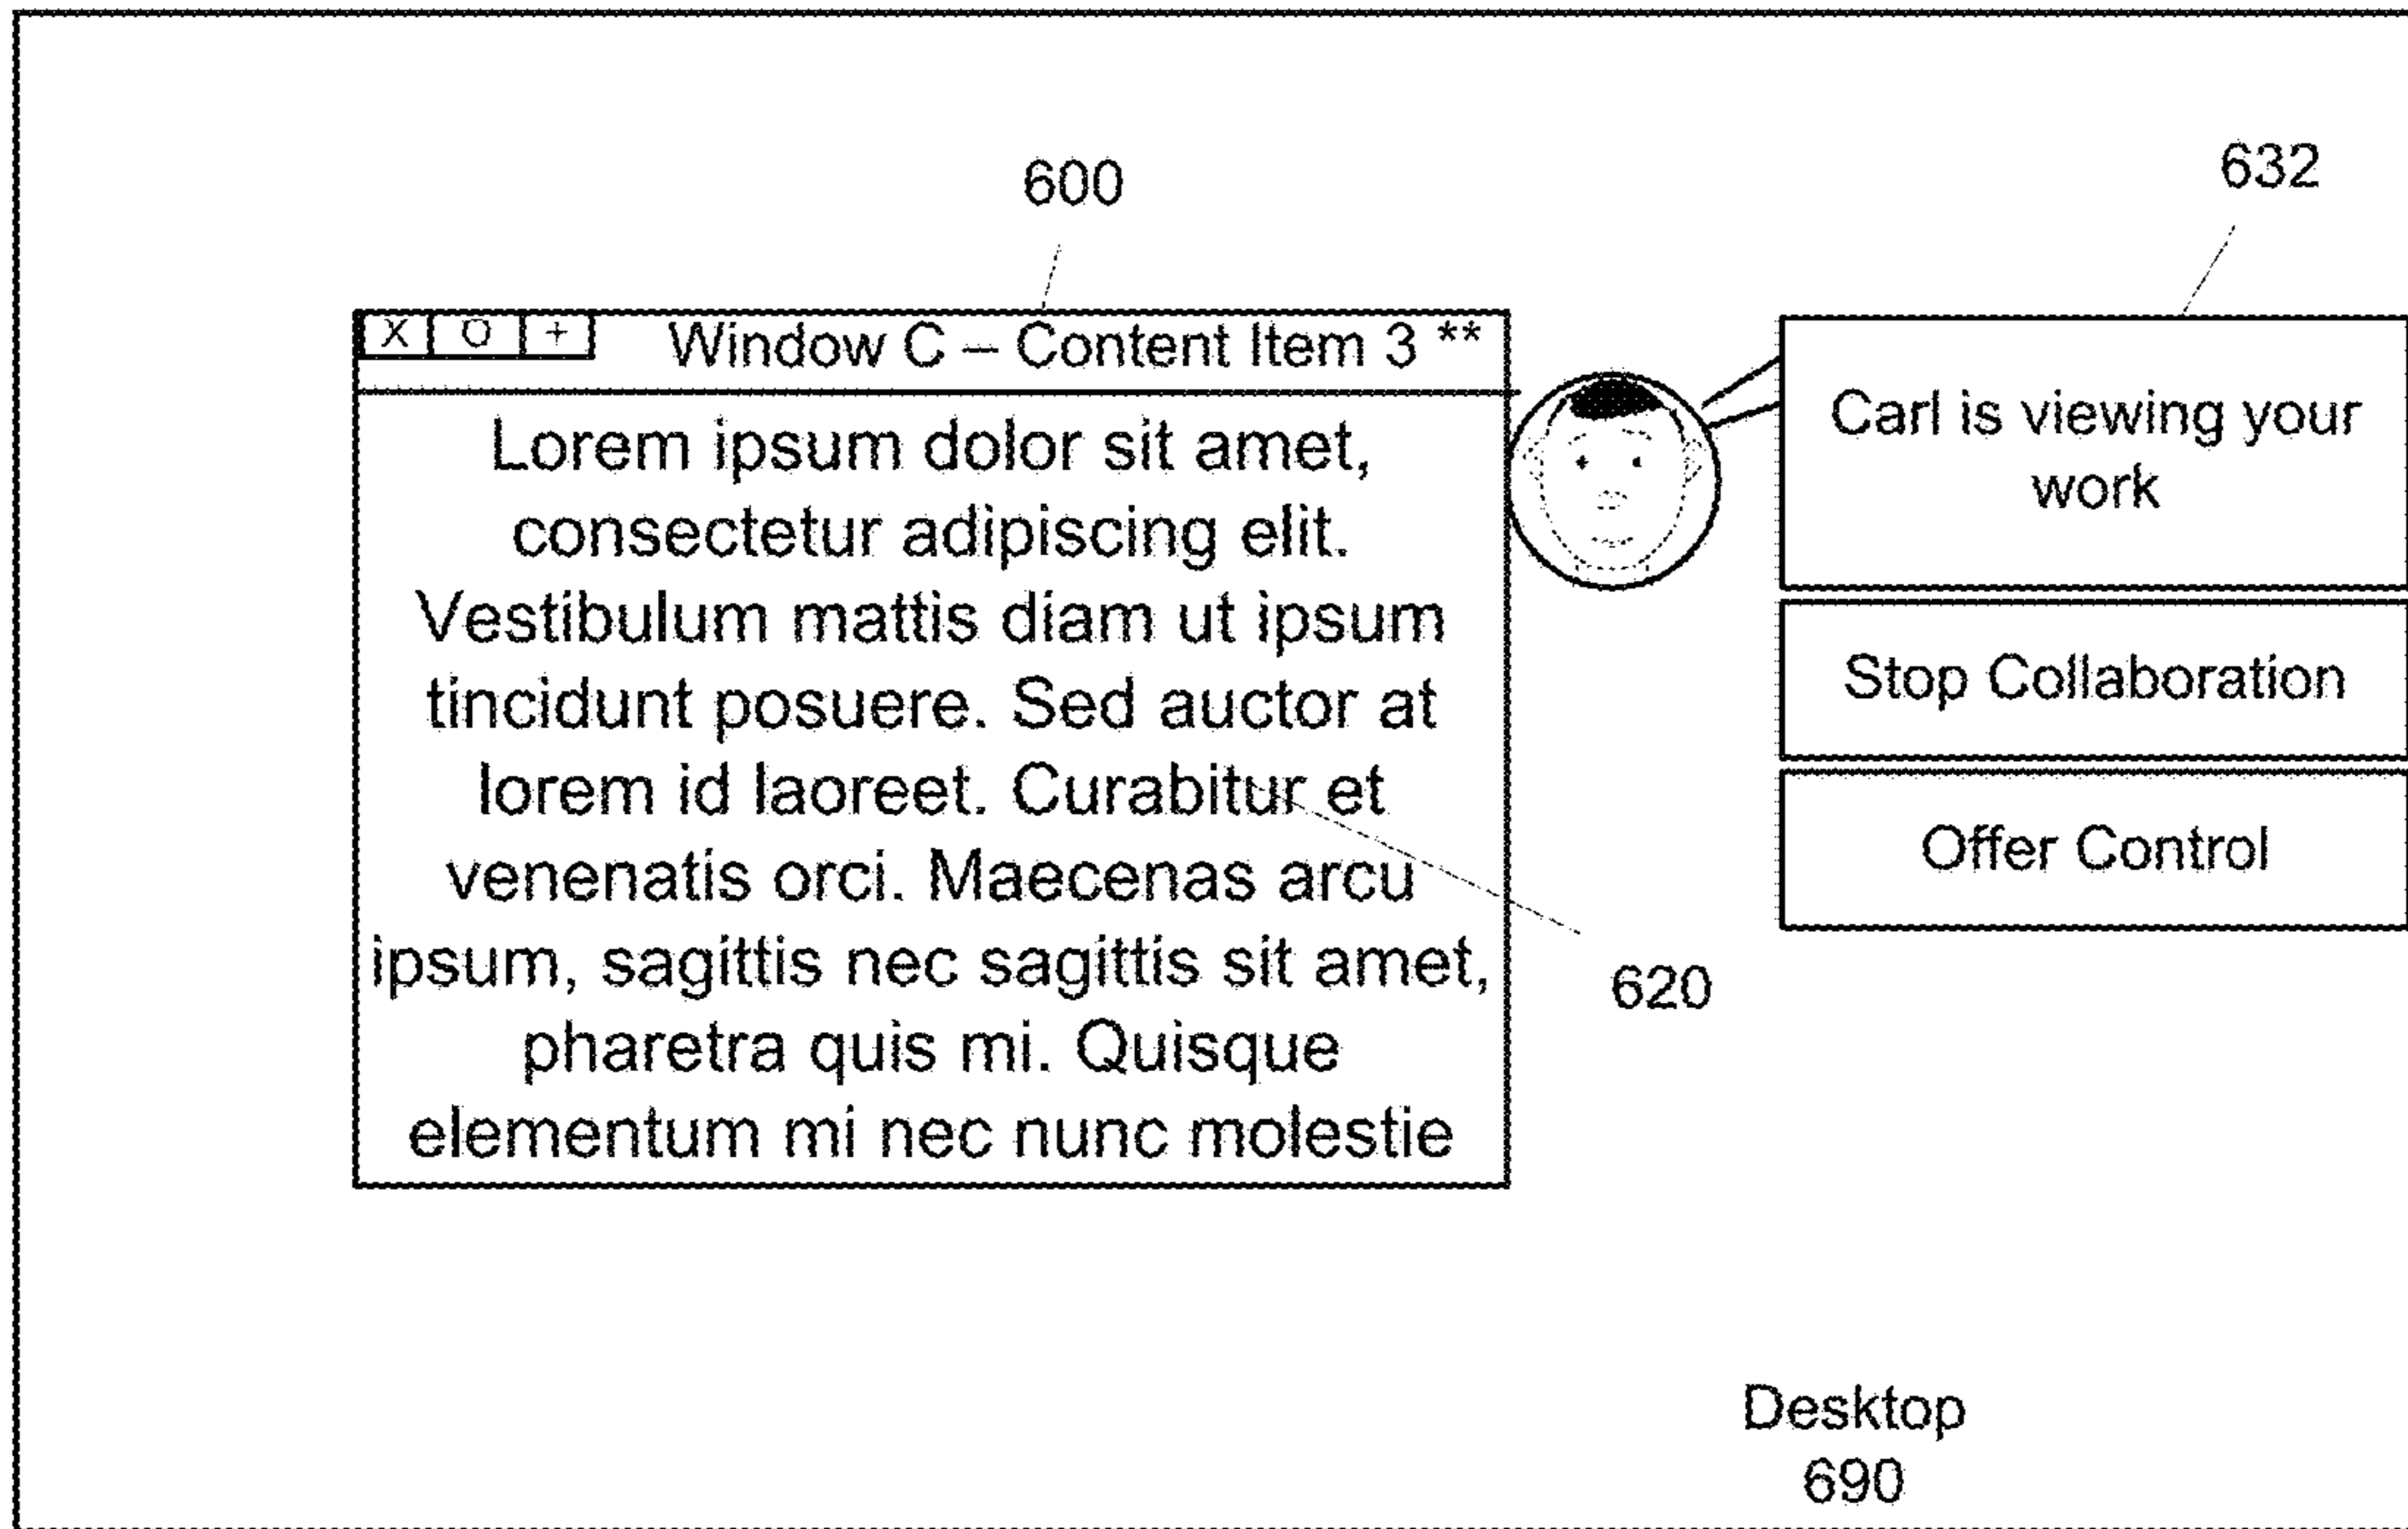 600
632
X O +
Window C – Content Item 3 **
Lorem ipsum dolor sit amet,
consectetur adipiscing elit.
Vestibulum mattis diam ut ipsum
tincidunt posuere. Sed auctor at
lorem id laoreet. Curabitur et
venenatis orci. Maecenas arcu
ipsum, sagittis nec sagittis sit amet,
pharetra quis mi. Quisque
elementum mi nec nunc molestie
Carl is viewing your
work
Stop Collaboration
Offer Control
620
Desktop
690